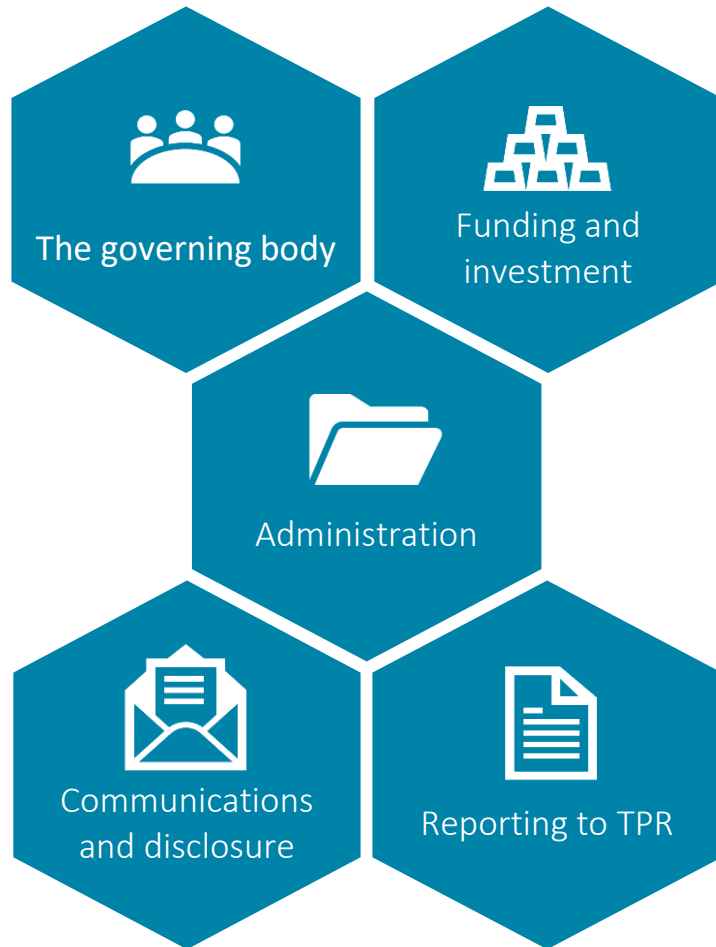 The governing body
Funding and
investment
Administration
Communications
and disclosure
Reporting to TPR